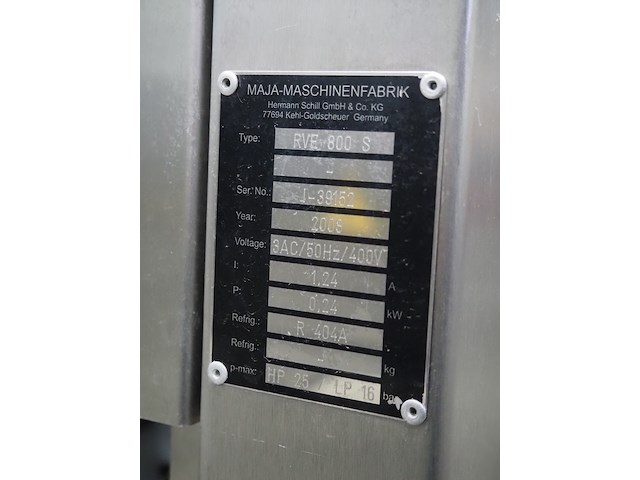 MAJA-MASCHINENFABRIK
Hermann Schill GmbH & Co. KG
77694 Kehl-Goldscheuer Germany
Type: RVE 800 S
-
Ser. No.: J-39152
Year: 2008
Voltage: 3AC/50Hz/400V
I: 1,24 A
P: 0,24 kW
Refrig.: R 404A
Refrig.: - kg
p-max: HP 25 / LP 16